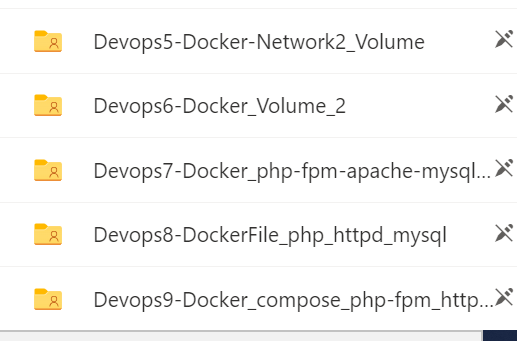 Devops5-Docker-Network2_Volume
Devops6-Docker_Volume_2
Devops7-Docker_php-fpm-apache-mysql...
Devops8-DockerFile_php_httpd_mysql
Devops9-Docker_compose_php-fpm_http...